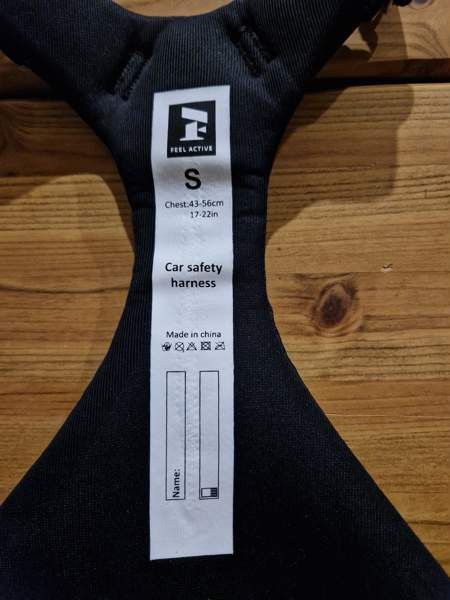 FEEL ACTIVE
S
Chest:43-56cm
17-22in
Car safety
harness
Made in china
Name: